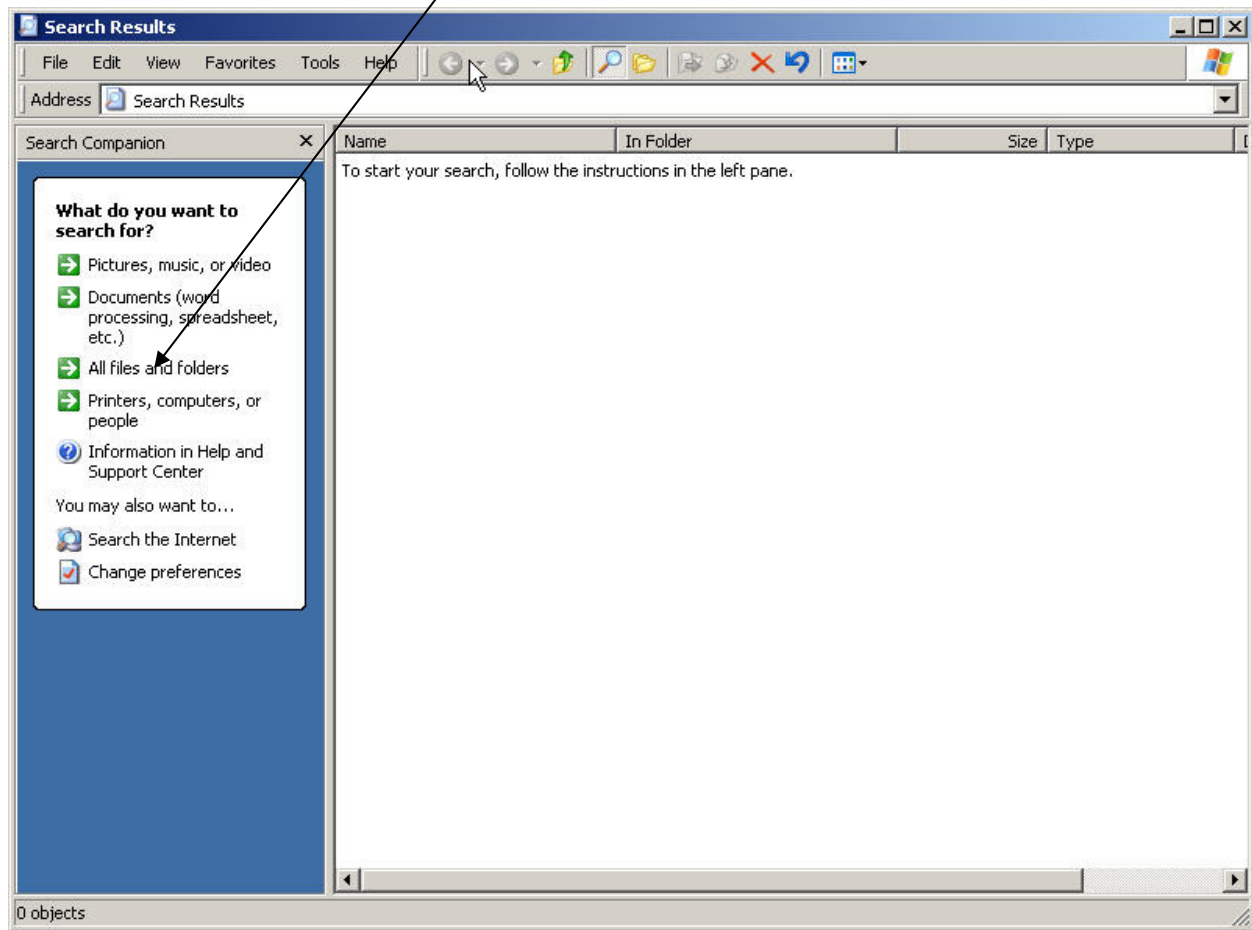 Search Results
File Edit View Favorites Tools Help
Address Search Results
Search Companion
Name In Folder Size Type D
To start your search, follow the instructions in the left pane.
What do you want to
search for?
Pictures, music, or video
Documents (word
processing, spreadsheet,
etc.)
All files and folders
Printers, computers, or
people
Information in Help and
Support Center
You may also want to...
Search the Internet
Change preferences
0 objects